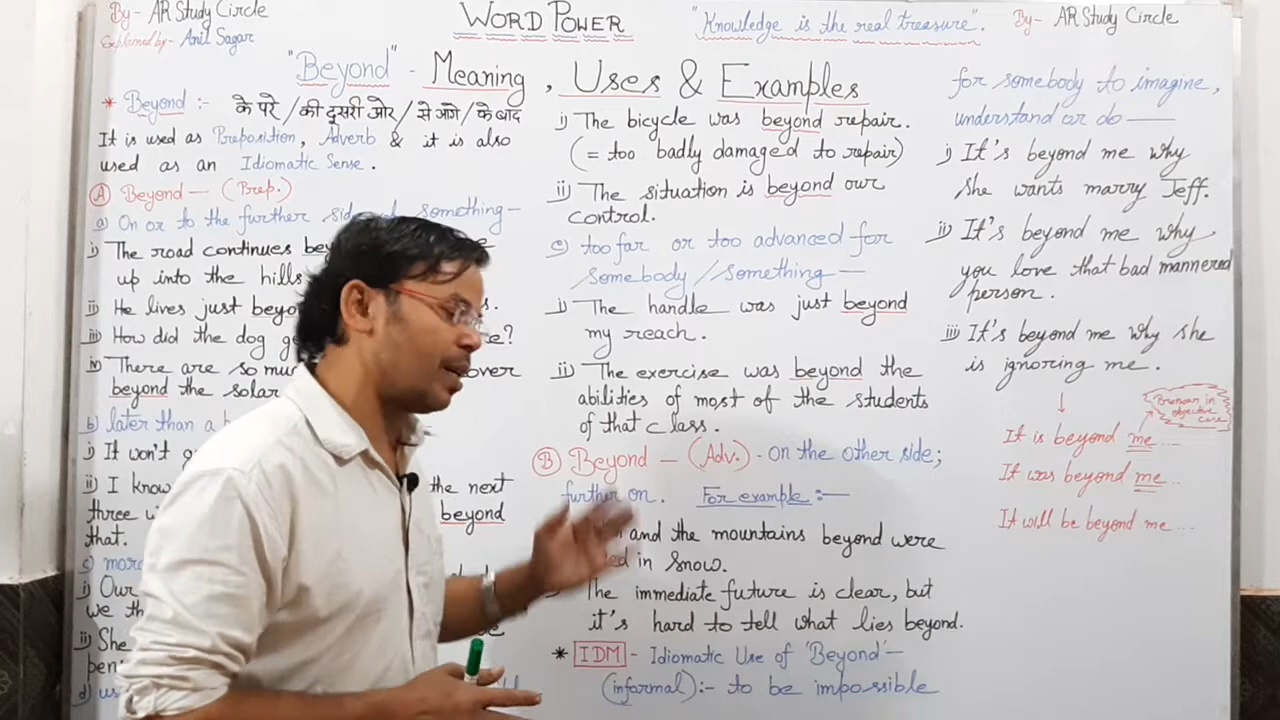 By- AR Study Circle
Explained by- Anil Sagar
WORD POWER
"Knowledge is the real treasure".
By- AR Study Circle
"Beyond" - Meaning, Uses & Examples
* Beyond :- के परे / की दुसरी ओर / से आगे / के बाद
It is used as Preposition, Adverb & it is also
used as an Idiomatic Sense.
(A) Beyond — (Prep.)
a) On or to the further side of something —
i) The road continues
up into the hills
ii) He lives just
iii) How did the dog
iv) There are so over
beyond the solar
b) later than a
i) It won't
ii) I know the next
three beyond
that.
c)
i) Our
we
ii) She
d)
i) The bicycle was beyond repair.
(= too badly damaged to repair)
ii) The situation is beyond our
control.
e) too far or too advanced for
somebody / something —
i) The handle was just beyond
my reach.
ii) The exercise was beyond the
abilities of most of the students
of that class.
(B) Beyond — (Adv.) - on the other side;
further on. For example :—
and the mountains beyond were
in snow.
The immediate future is clear, but
it's hard to tell what lies beyond.
* IDM - Idiomatic Use of 'Beyond' —
(informal) :- to be impossible
for somebody to imagine,
understand or do —
i) It's beyond me why
she wants marry Jeff.
ii) It's beyond me why
you love that bad mannered
person.
iii) It's beyond me why she
is ignoring me.
↓
Pronoun in
objective
case
It is beyond me ...
It was beyond me ...
It will be beyond me ...